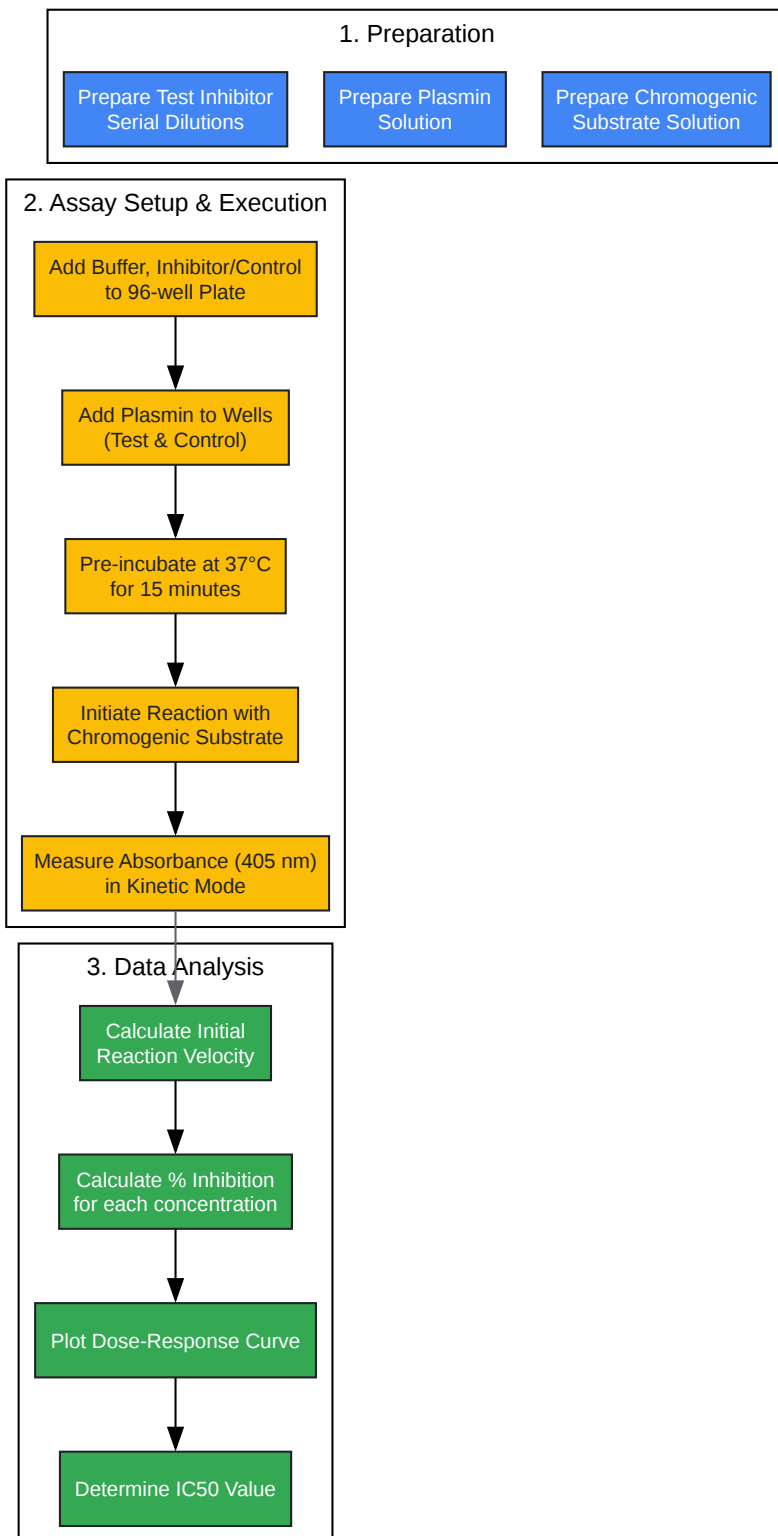 1. Preparation
Prepare Test Inhibitor
Serial Dilutions
Prepare Plasmin
Solution
Prepare Chromogenic
Substrate Solution
2. Assay Setup & Execution
Add Buffer, Inhibitor/Control
to 96-well Plate
Add Plasmin to Wells
(Test & Control)
Pre-incubate at 37°C
for 15 minutes
Initiate Reaction with
Chromogenic Substrate
Measure Absorbance (405 nm)
in Kinetic Mode
3. Data Analysis
Calculate Initial
Reaction Velocity
Calculate % Inhibition
for each concentration
Plot Dose-Response Curve
Determine IC50 Value